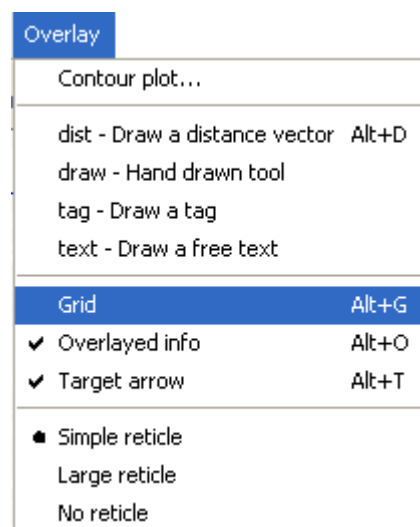 Overlay
Contour plot...
dist - Draw a distance vector Alt+D
draw - Hand drawn tool
tag - Draw a tag
text - Draw a free text
Grid Alt+G
Overlayed info Alt+O
Target arrow Alt+T
Simple reticle
Large reticle
No reticle